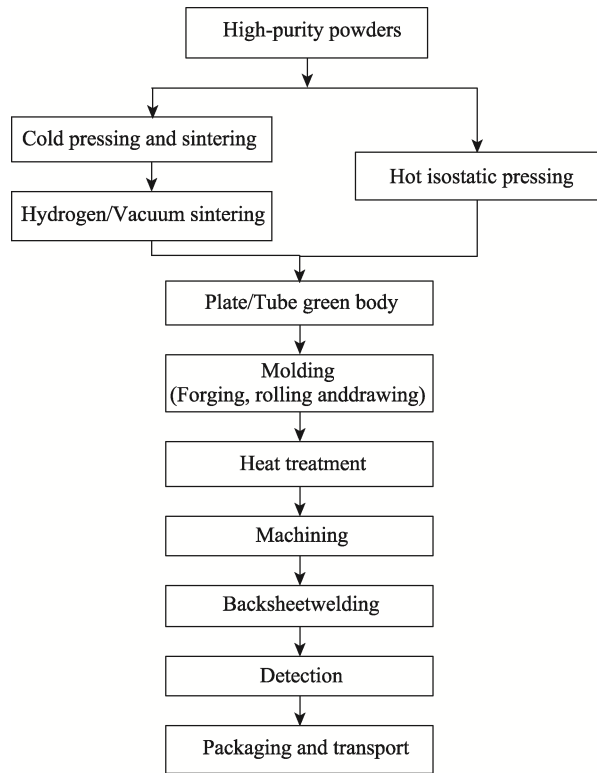 High-purity powders
Cold pressing and sintering
Hot isostatic pressing
Hydrogen/Vacuum sintering
Plate/Tube green body
Molding
(Forging, rolling anddrawing)
Heat treatment
Machining
Backsheetwelding
Detection
Packaging and transport